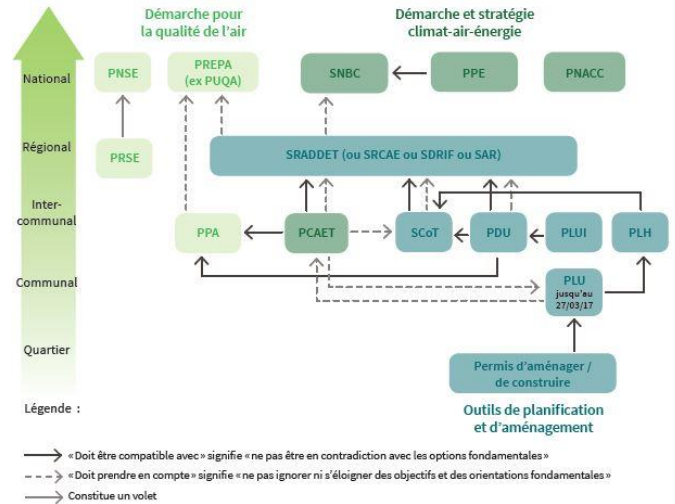 Démarche pour
la qualité de l'air
Démarche et stratégie
climat-air-énergie
National
PNSE
PREPA
(ex PUQA)
SNBC
PPE
PNACC
Régional
PRSE
SRADDET (ou SRCAE ou SDRIF ou SAR)
Inter-
communal
PPA
PCAET
SCoT
PDU
PLUI
PLH
Communal
PLU
jusqu'au
27/03/17
Quartier
Permis d'aménager /
de construire
Légende :
Outils de planification
et d'aménagement
« Doit être compatible avec » signifie « ne pas être en contradiction avec les options fondamentales »
« Doit prendre en compte » signifie « ne pas ignorer ni s'éloigner des objectifs et des orientations fondamentales »
Constitue un volet